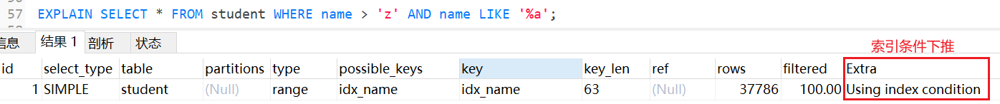 57 EXPLAIN SELECT * FROM student WHERE name > 'z' AND name LIKE '%a';
信息 结果 1 剖析 状态
索引条件下推
id select_type table partitions type possible_keys key key_len ref rows filtered Extra
1 SIMPLE student (Null) range idx_name idx_name 63 (Null) 37786 100.00 Using index condition